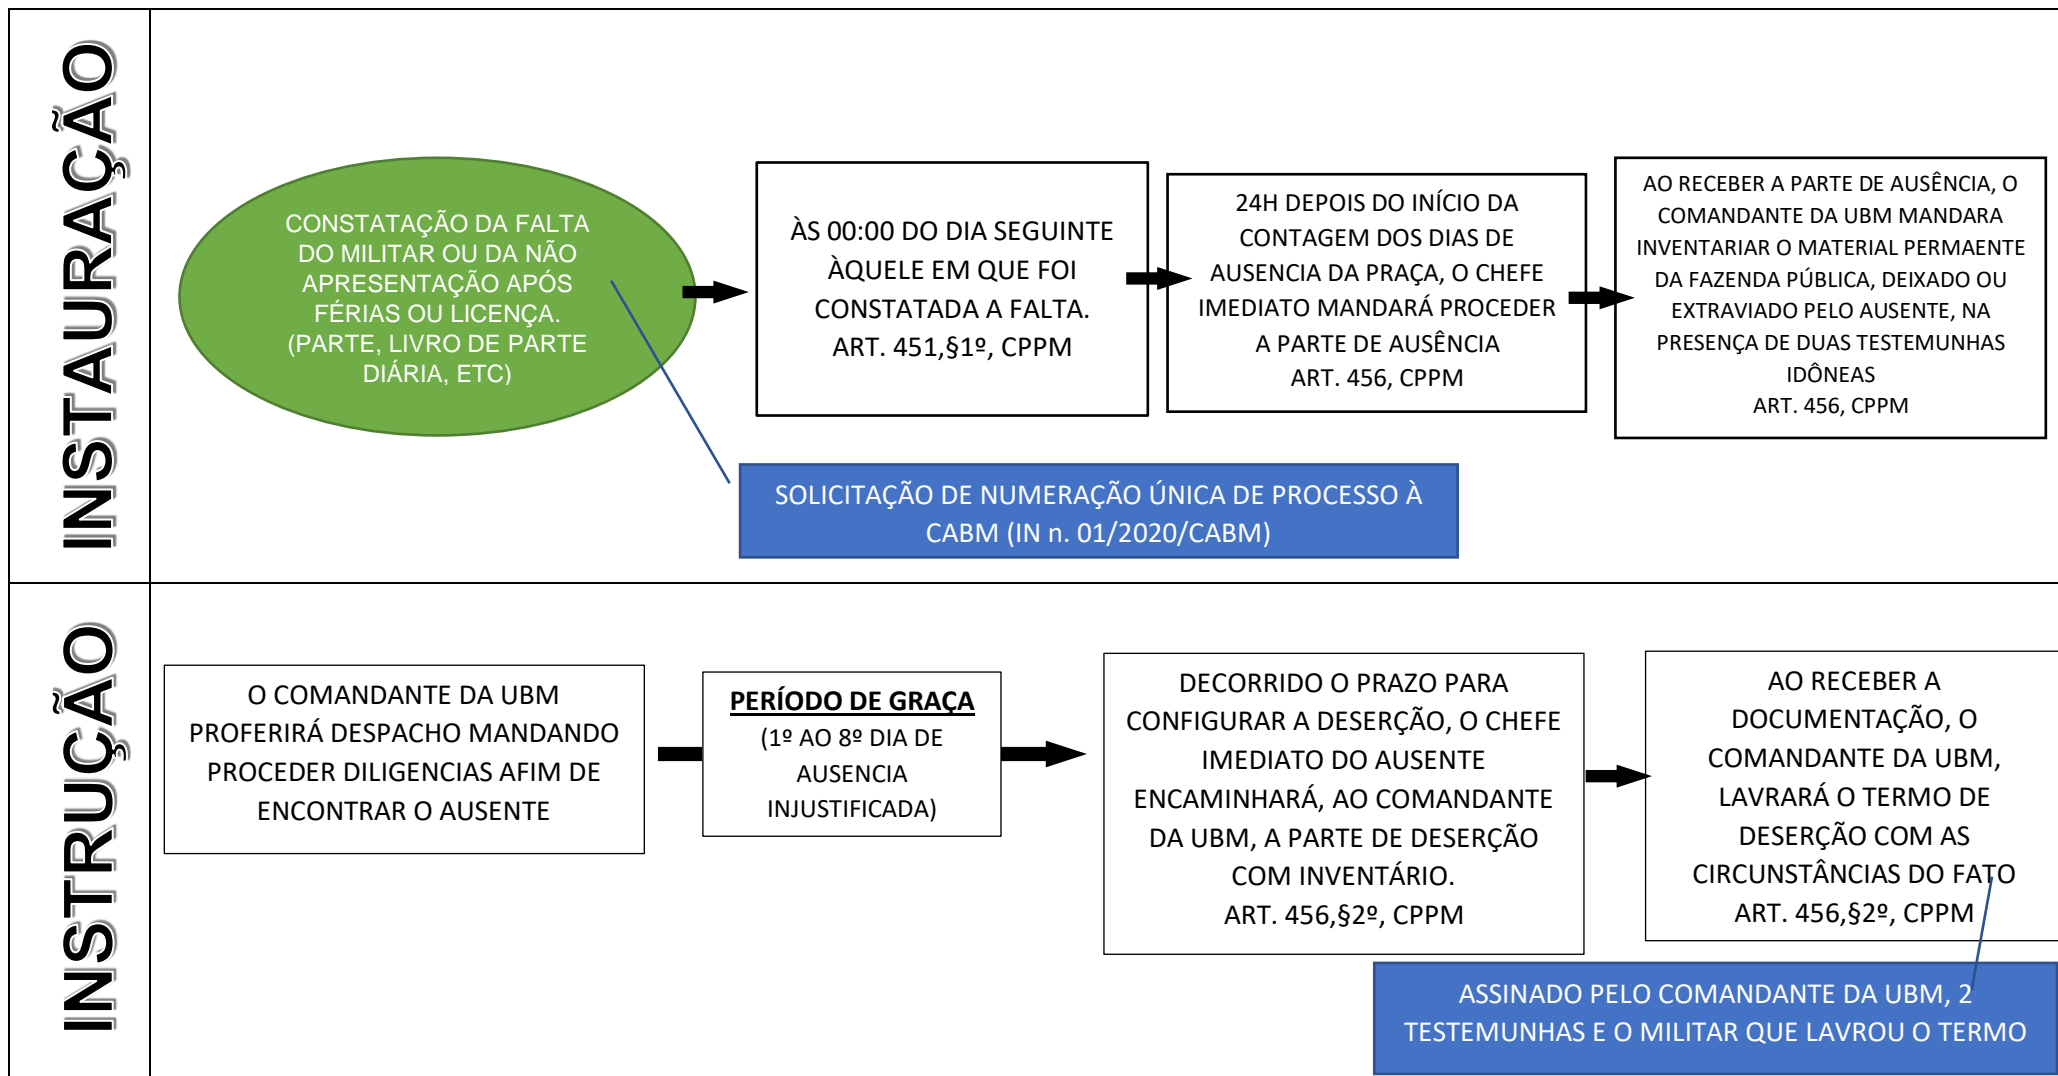 INSTAURAÇÃO
CONSTATAÇÃO DA FALTA
DO MILITAR OU DA NÃO
APRESENTAÇÃO APÓS
FÉRIAS OU LICENÇA.
(PARTE, LIVRO DE PARTE
DIÁRIA, ETC)
ÀS 00:00 DO DIA SEGUINTE
ÀQUELE EM QUE FOI
CONSTATADA A FALTA.
ART. 451,§1º, CPPM
24H DEPOIS DO INÍCIO DA
CONTAGEM DOS DIAS DE
AUSENCIA DA PRAÇA, O CHEFE
IMEDIATO MANDARÁ PROCEDER
A PARTE DE AUSÊNCIA
ART. 456, CPPM
AO RECEBER A PARTE DE AUSÊNCIA, O
COMANDANTE DA UBM MANDARA
INVENTARIAR O MATERIAL PERMAENTE
DA FAZENDA PÚBLICA, DEIXADO OU
EXTRAVIADO PELO AUSENTE, NA
PRESENÇA DE DUAS TESTEMUNHAS
IDÔNEAS
ART. 456, CPPM
SOLICITAÇÃO DE NUMERAÇÃO ÚNICA DE PROCESSO À
CABM (IN n. 01/2020/CABM)
INSTRUÇÃO
O COMANDANTE DA UBM
PROFERIRÁ DESPACHO MANDANDO
PROCEDER DILIGENCIAS AFIM DE
ENCONTRAR O AUSENTE
PERÍODO DE GRAÇA
(1º AO 8º DIA DE
AUSENCIA
INJUSTIFICADA)
DECORRIDO O PRAZO PARA
CONFIGURAR A DESERÇÃO, O CHEFE
IMEDIATO DO AUSENTE
ENCAMINHARÁ, AO COMANDANTE
DA UBM, A PARTE DE DESERÇÃO
COM INVENTÁRIO.
ART. 456,§2º, CPPM
AO RECEBER A
DOCUMENTAÇÃO, O
COMANDANTE DA UBM,
LAVRARÁ O TERMO DE
DESERÇÃO COM AS
CIRCUNSTÂNCIAS DO FATO
ART. 456,§2º, CPPM
ASSINADO PELO COMANDANTE DA UBM, 2
TESTEMUNHAS E O MILITAR QUE LAVROU O TERMO